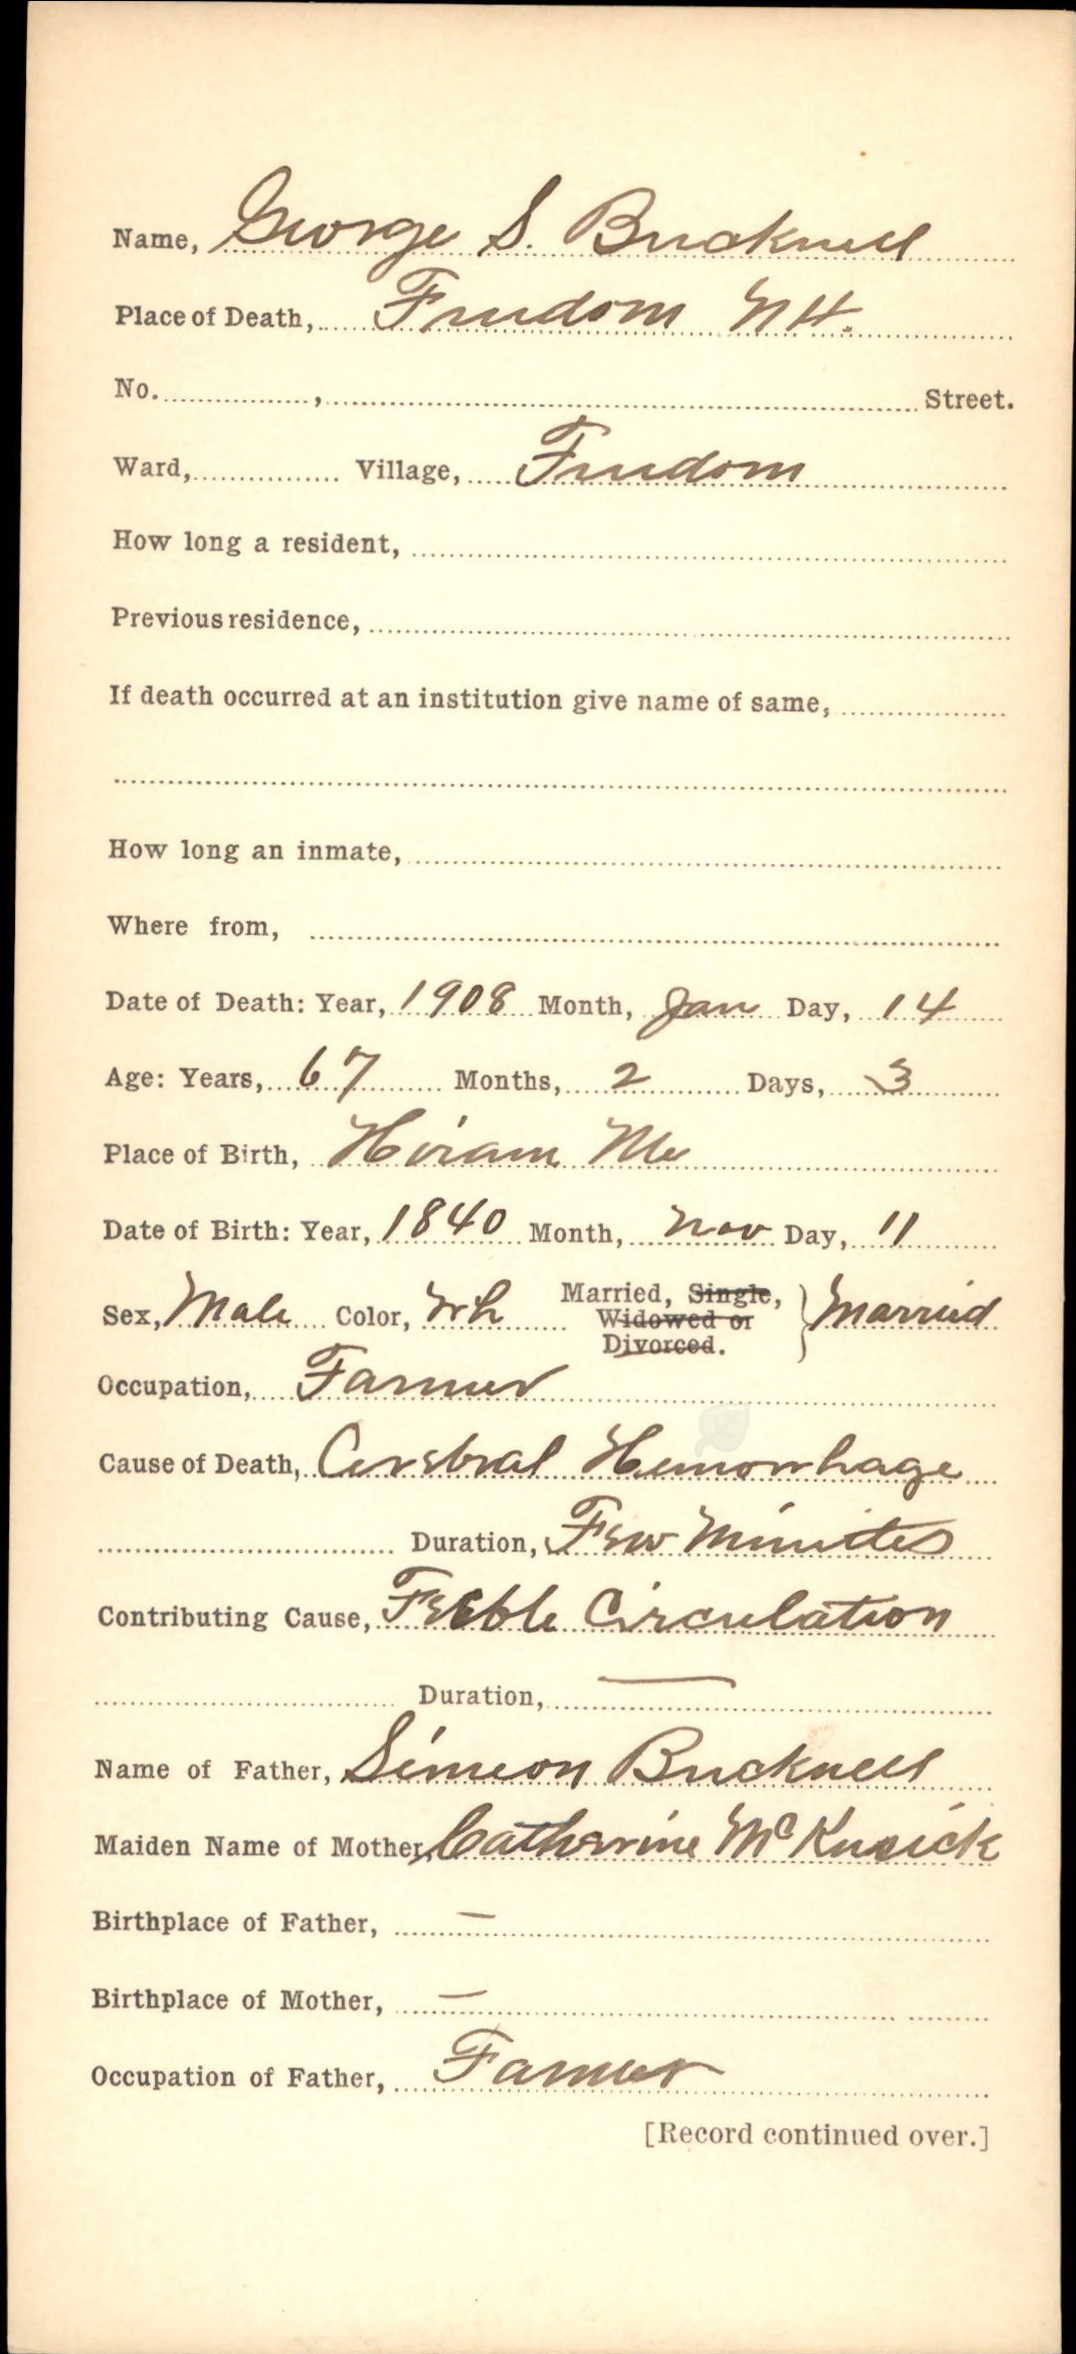 Name, George S. Bucknell
Place of Death, Freedom N.H.
No. , Street.
Ward, Village, Freedom
How long a resident,
Previous residence,
If death occurred at an institution give name of same,
How long an inmate,
Where from,
Date of Death: Year, 1908 Month, Jan Day, 14
Age: Years, 67 Months, 2 Days, 3
Place of Birth, Hiram Me
Date of Birth: Year, 1840 Month, Nov Day, 11
Sex, Male Color, Wh Married, Single, Widowed or Divorced. } Married
Occupation, Farmer
Cause of Death, Cerebral Hemorrhage
Duration, Few Minutes
Contributing Cause, Feeble Circulation
Duration, —
Name of Father, Simeon Bucknell
Maiden Name of Mother, Catherine McKusick
Birthplace of Father, —
Birthplace of Mother, —
Occupation of Father, Farmer
[Record continued over.]